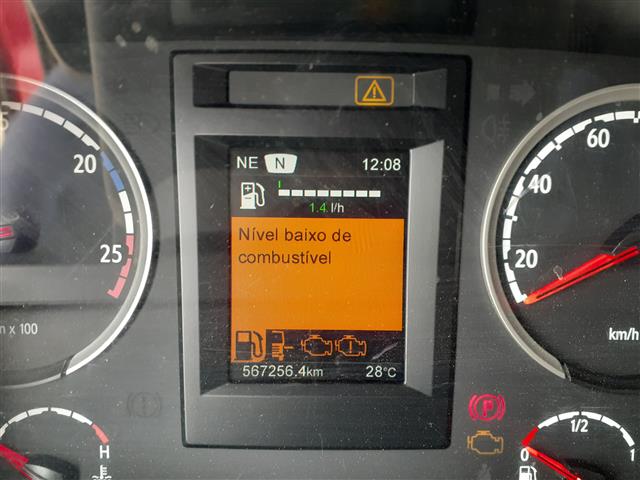 NE N 12:08
1.4 l/h
Nível baixo de
combustível
567256.4km 28°C
20
25
n x 100
60
40
20
km/h
H
P
1/2
0 1